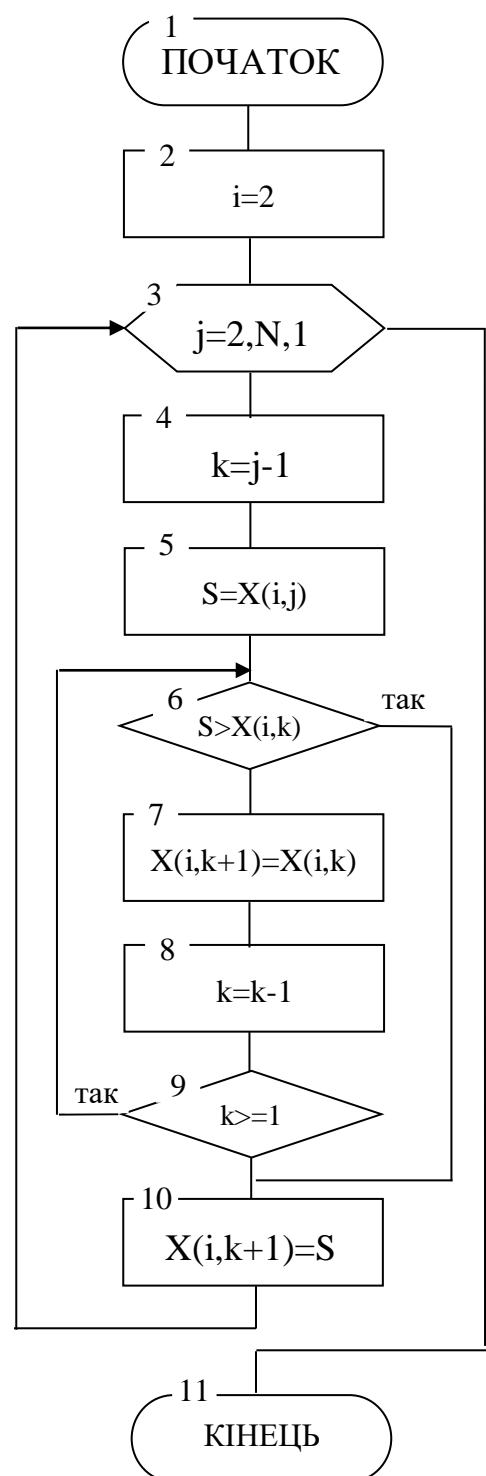 1
ПОЧАТОК
2
i=2
3
j=2,N,1
4
k=j-1
5
S=X(i,j)
6
так
S>X(i,k)
7
X(i,k+1)=X(i,k)
8
k=k-1
9
так
k>=1
10
X(i,k+1)=S
11
КІНЕЦЬ